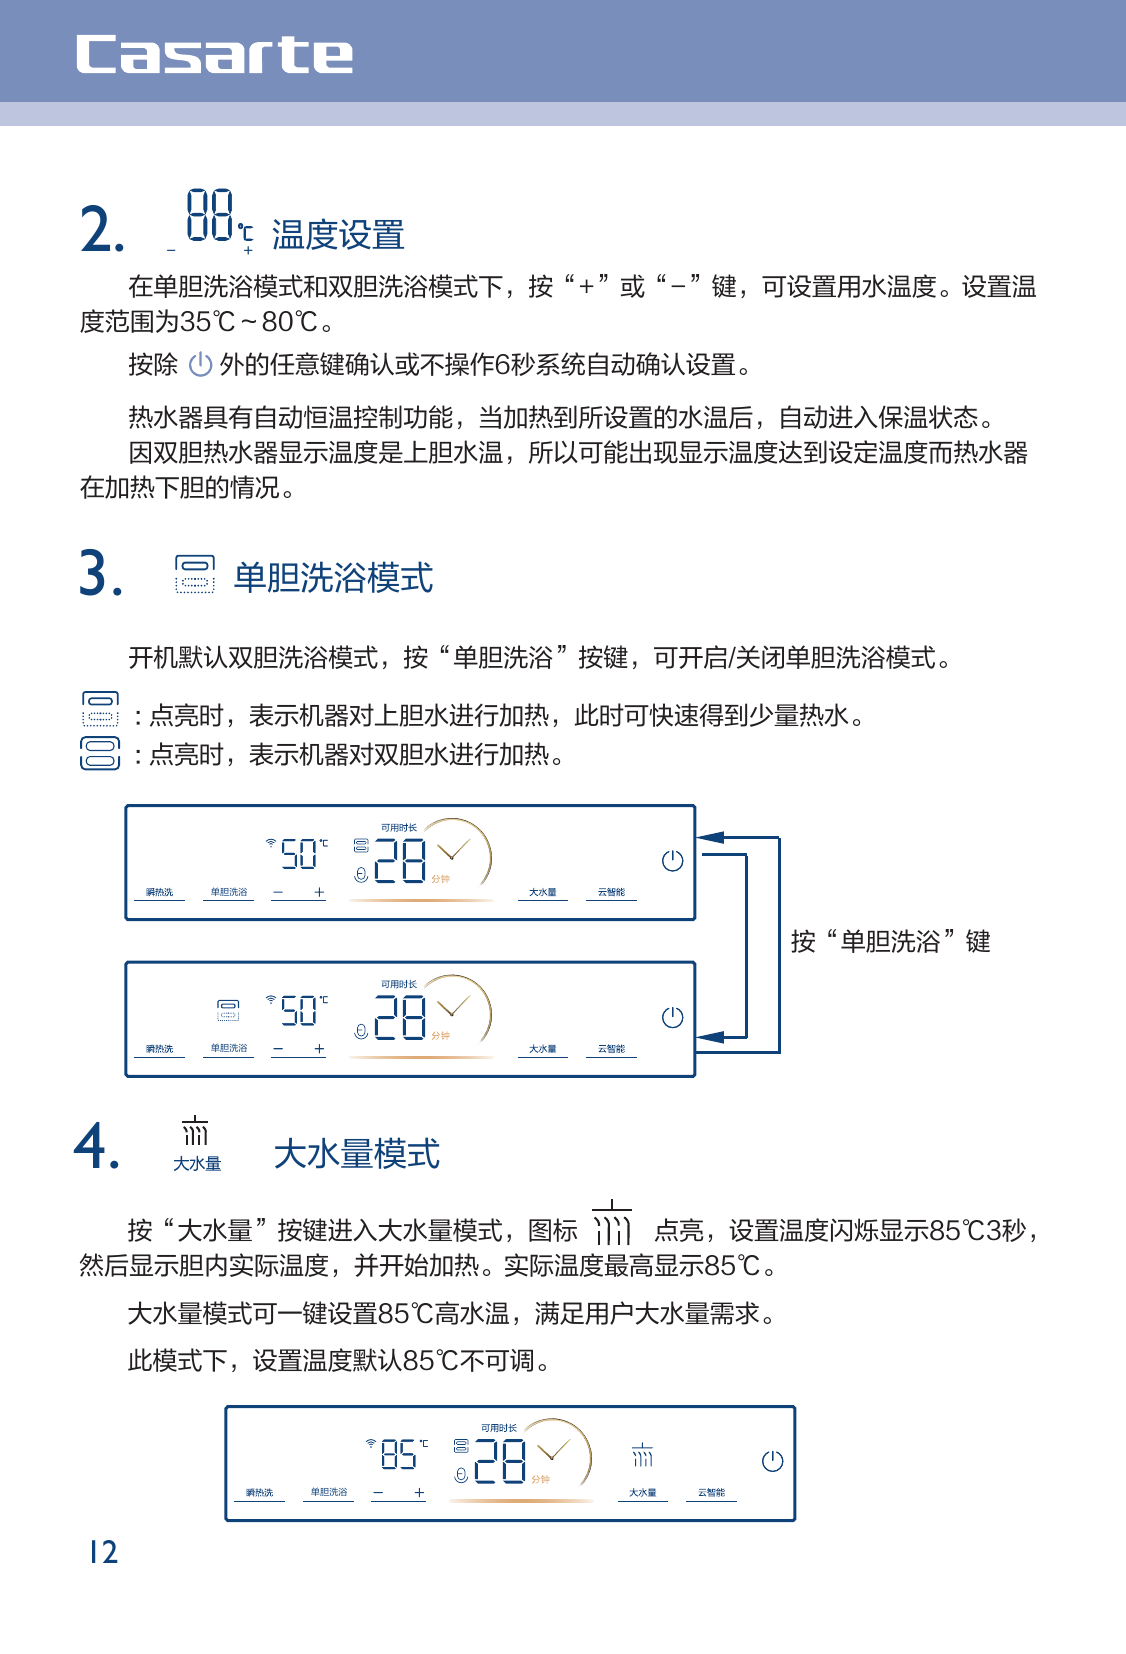 Casarte
2. 88℃ - + 温度设置
在单胆洗浴模式和双胆洗浴模式下，按“+”或“-”键，可设置用水温度。设置温
度范围为35℃～80℃。
按除 外的任意键确认或不操作6秒系统自动确认设置。
热水器具有自动恒温控制功能，当加热到所设置的水温后，自动进入保温状态。
因双胆热水器显示温度是上胆水温，所以可能出现显示温度达到设定温度而热水器
在加热下胆的情况。
3. 单胆洗浴模式
开机默认双胆洗浴模式，按“单胆洗浴”按键，可开启/关闭单胆洗浴模式。
：点亮时，表示机器对上胆水进行加热，此时可快速得到少量热水。
：点亮时，表示机器对双胆水进行加热。
可用时长
50℃ 28 分钟
瞬热洗 单胆洗浴 - + 大水量 云智能
按“单胆洗浴”键
可用时长
50℃ 28 分钟
瞬热洗 单胆洗浴 - + 大水量 云智能
4. 大水量 大水量模式
按“大水量”按键进入大水量模式，图标 点亮，设置温度闪烁显示85℃3秒，
然后显示胆内实际温度，并开始加热。实际温度最高显示85℃。
大水量模式可一键设置85℃高水温，满足用户大水量需求。
此模式下，设置温度默认85℃不可调。
可用时长
85℃ 28 分钟
瞬热洗 单胆洗浴 - + 大水量 云智能
12